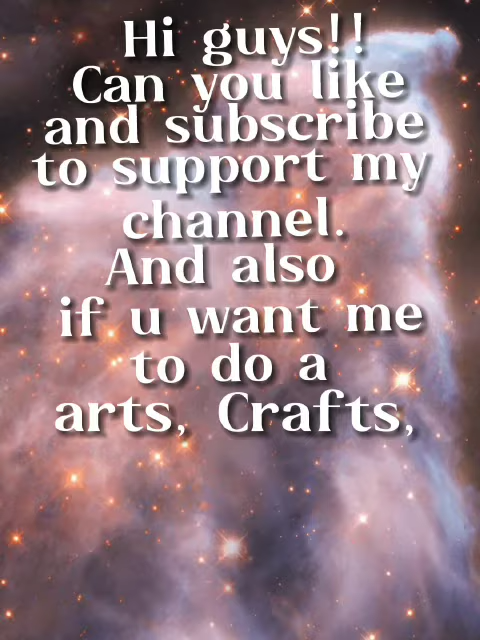 Hi guys!!
Can you like
and subscribe
to support my
channel.
And also
if u want me
to do a
arts, Crafts,